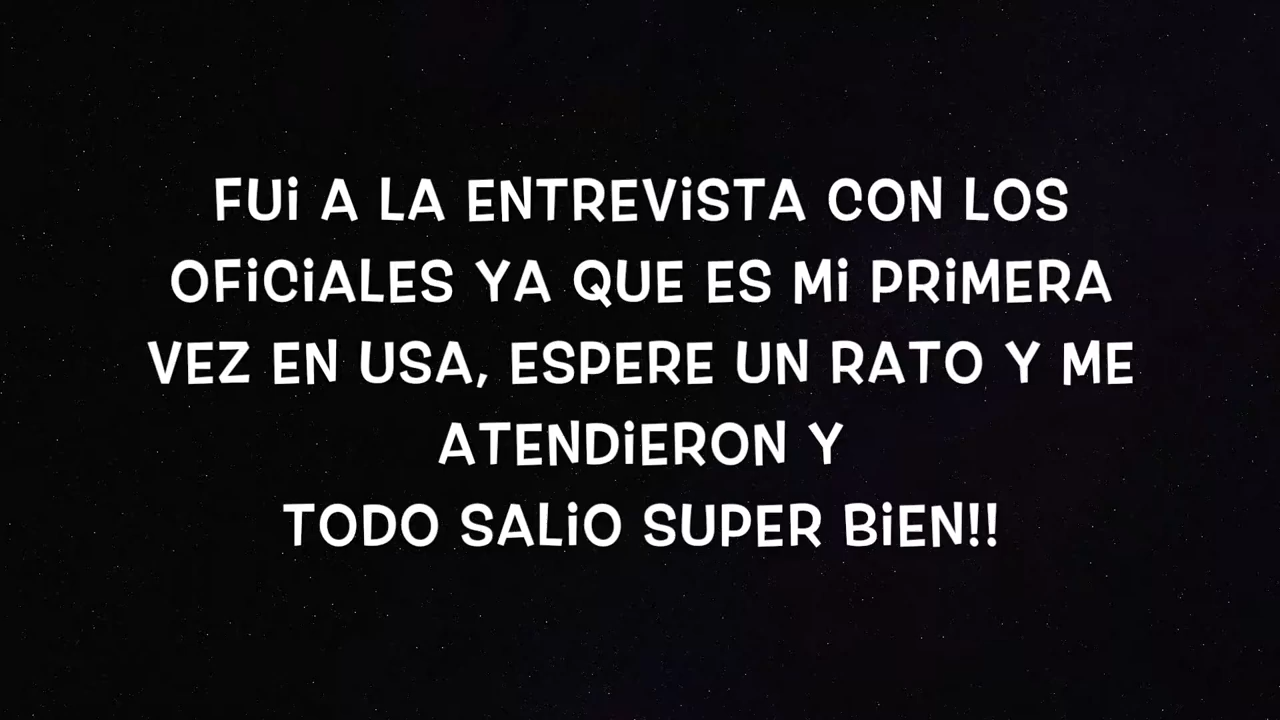 FUi A LA ENTREViSTA CON LOS
OFiCiALES YA QUE ES Mi PRiMERA
VEZ EN USA, ESPERE UN RATO Y ME
ATENDiERON Y
TODO SALiO SUPER BiEN!!